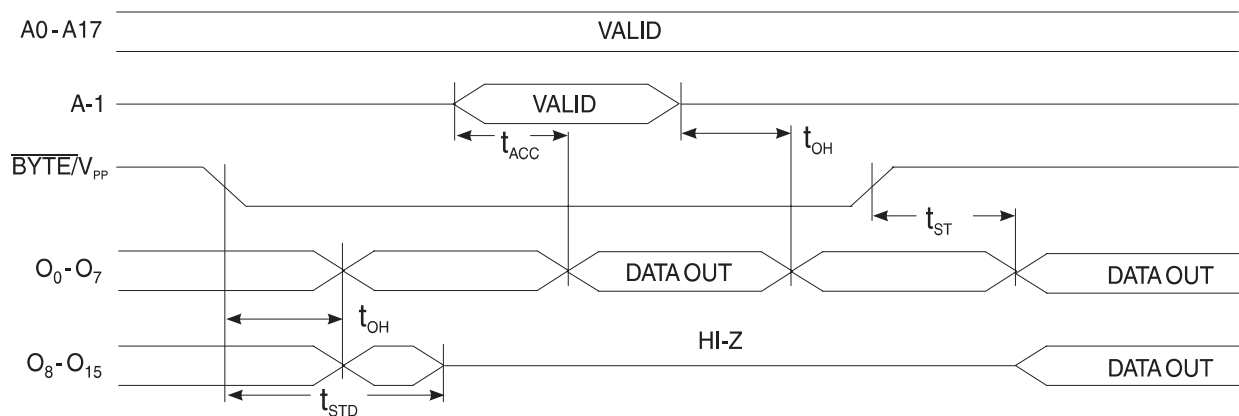 A0-A17 VALID
A-1 VALID
tACC tOH
BYTE/VPP
tST
O0-O7 DATA OUT DATA OUT
tOH
O8-O15 HI-Z DATA OUT
tSTD